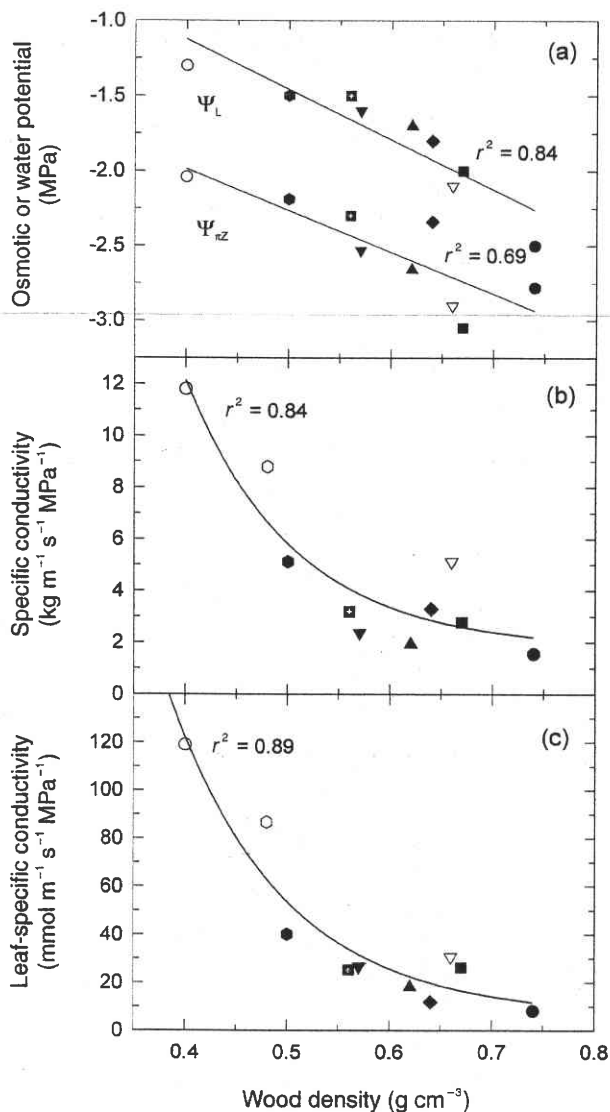 Osmotic or water potential
(MPa)
-1.0
-1.5
-2.0
-2.5
-3.0
(a)
Ψ_L
r² = 0.84
Ψ_πZ
r² = 0.69
Specific conductivity
(kg m⁻¹ s⁻¹ MPa⁻¹)
12
10
8
6
4
2
0
(b)
r² = 0.84
Leaf-specific conductivity
(mmol m⁻¹ s⁻¹ MPa⁻¹)
120
100
80
60
40
20
0
(c)
r² = 0.89
0.4 0.5 0.6 0.7 0.8
Wood density (g cm⁻³)